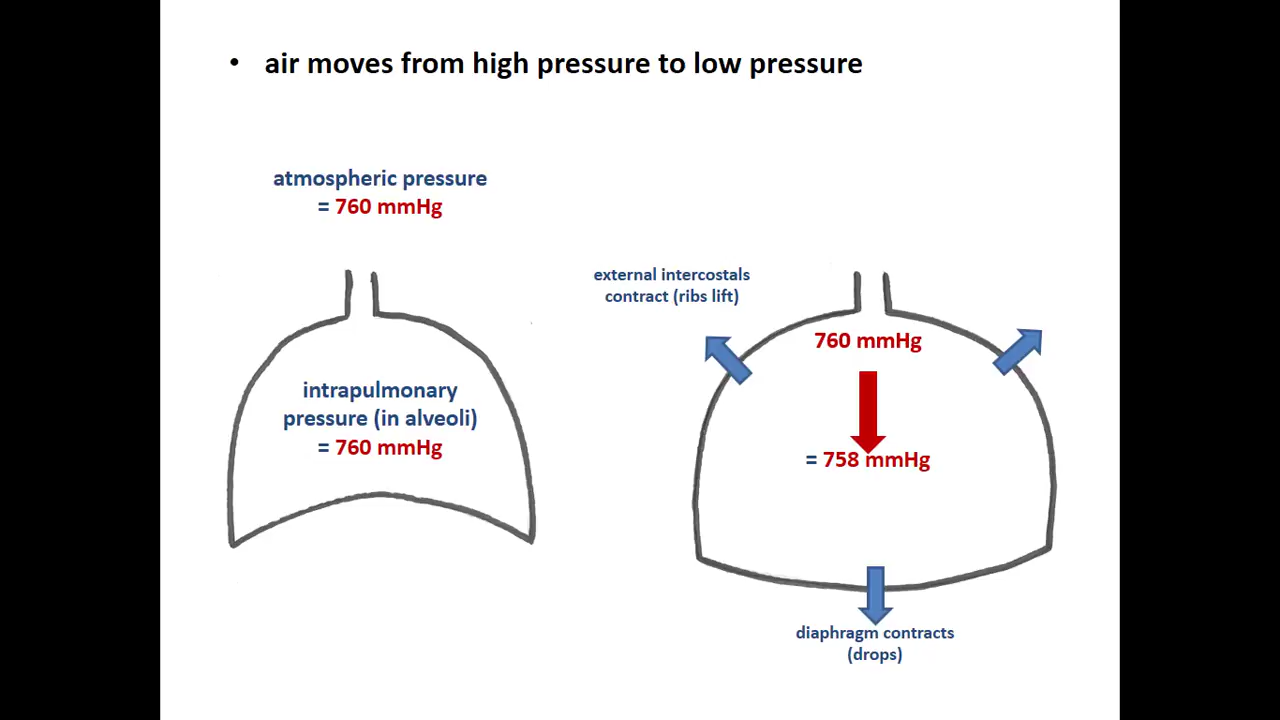 • air moves from high pressure to low pressure
atmospheric pressure
= 760 mmHg
intrapulmonary
pressure (in alveoli)
= 760 mmHg
external intercostals
contract (ribs lift)
760 mmHg
= 758 mmHg
diaphragm contracts
(drops)